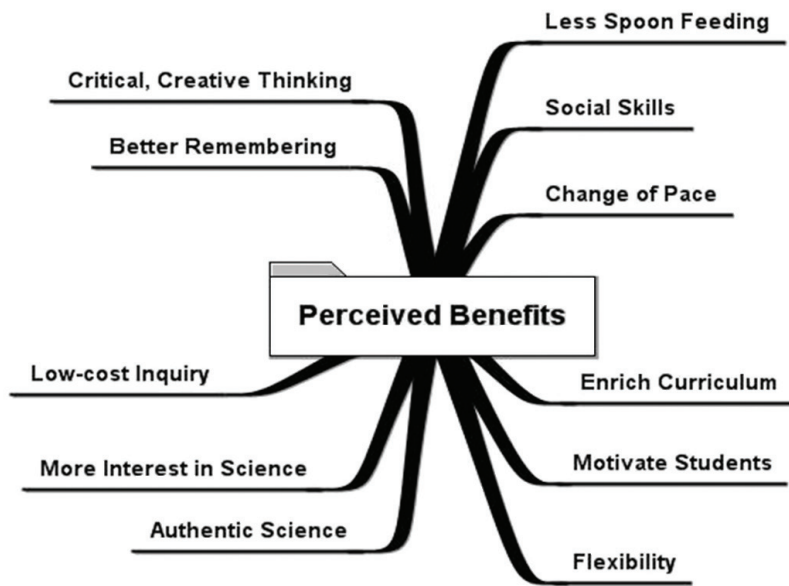 Less Spoon Feeding
Critical, Creative Thinking
Social Skills
Better Remembering
Change of Pace
Perceived Benefits
Low-cost Inquiry
Enrich Curriculum
More Interest in Science
Motivate Students
Authentic Science
Flexibility